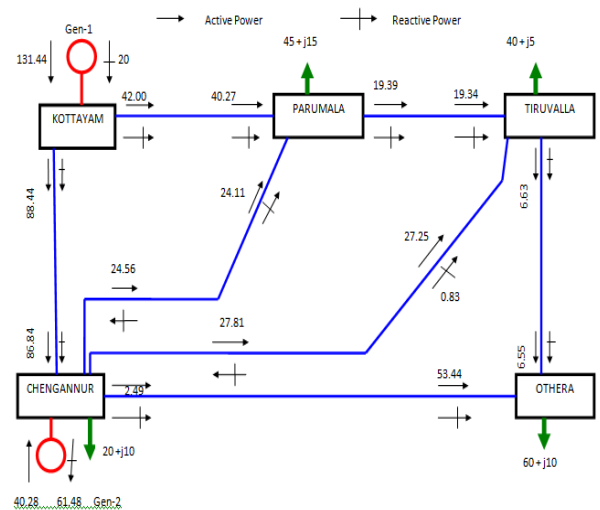 Active Power
Reactive Power
Gen-1
131.44
20
45 + j15
40 + j5
42.00
40.27
19.39
19.34
KOTTAYAM
PARUMALA
TIRUVALLA
88.44
24.11
6.63
27.25
24.56
0.83
27.81
86.84
6.55
53.44
CHENGANNUR
2.49
OTHERA
20 +j10
60 + j10
40.28 61.48 Gen-2